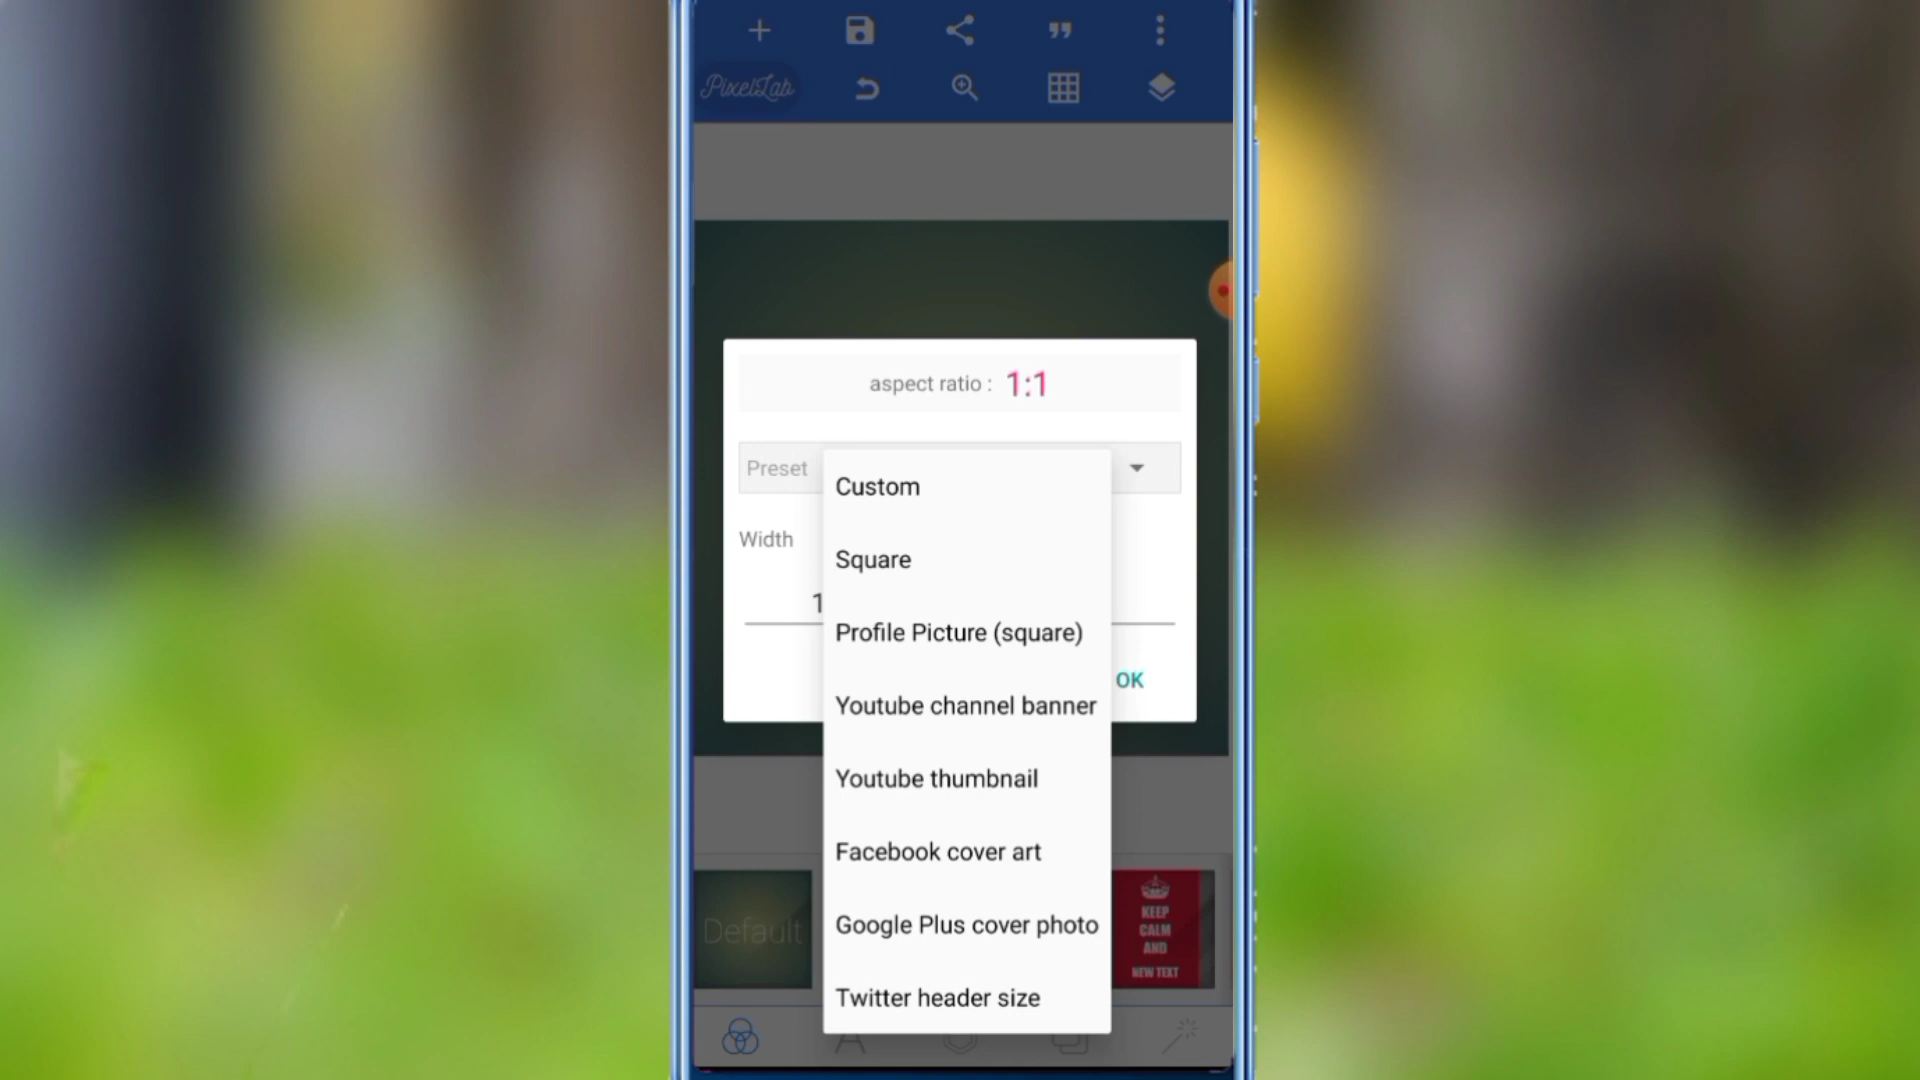 PixelLab
aspect ratio : 1:1
Preset
Custom
Width
Square
1
Profile Picture (square)
OK
Youtube channel banner
Youtube thumbnail
Facebook cover art
Default
Google Plus cover photo
KEEP
CALM
AND
NEW TEXT
Twitter header size